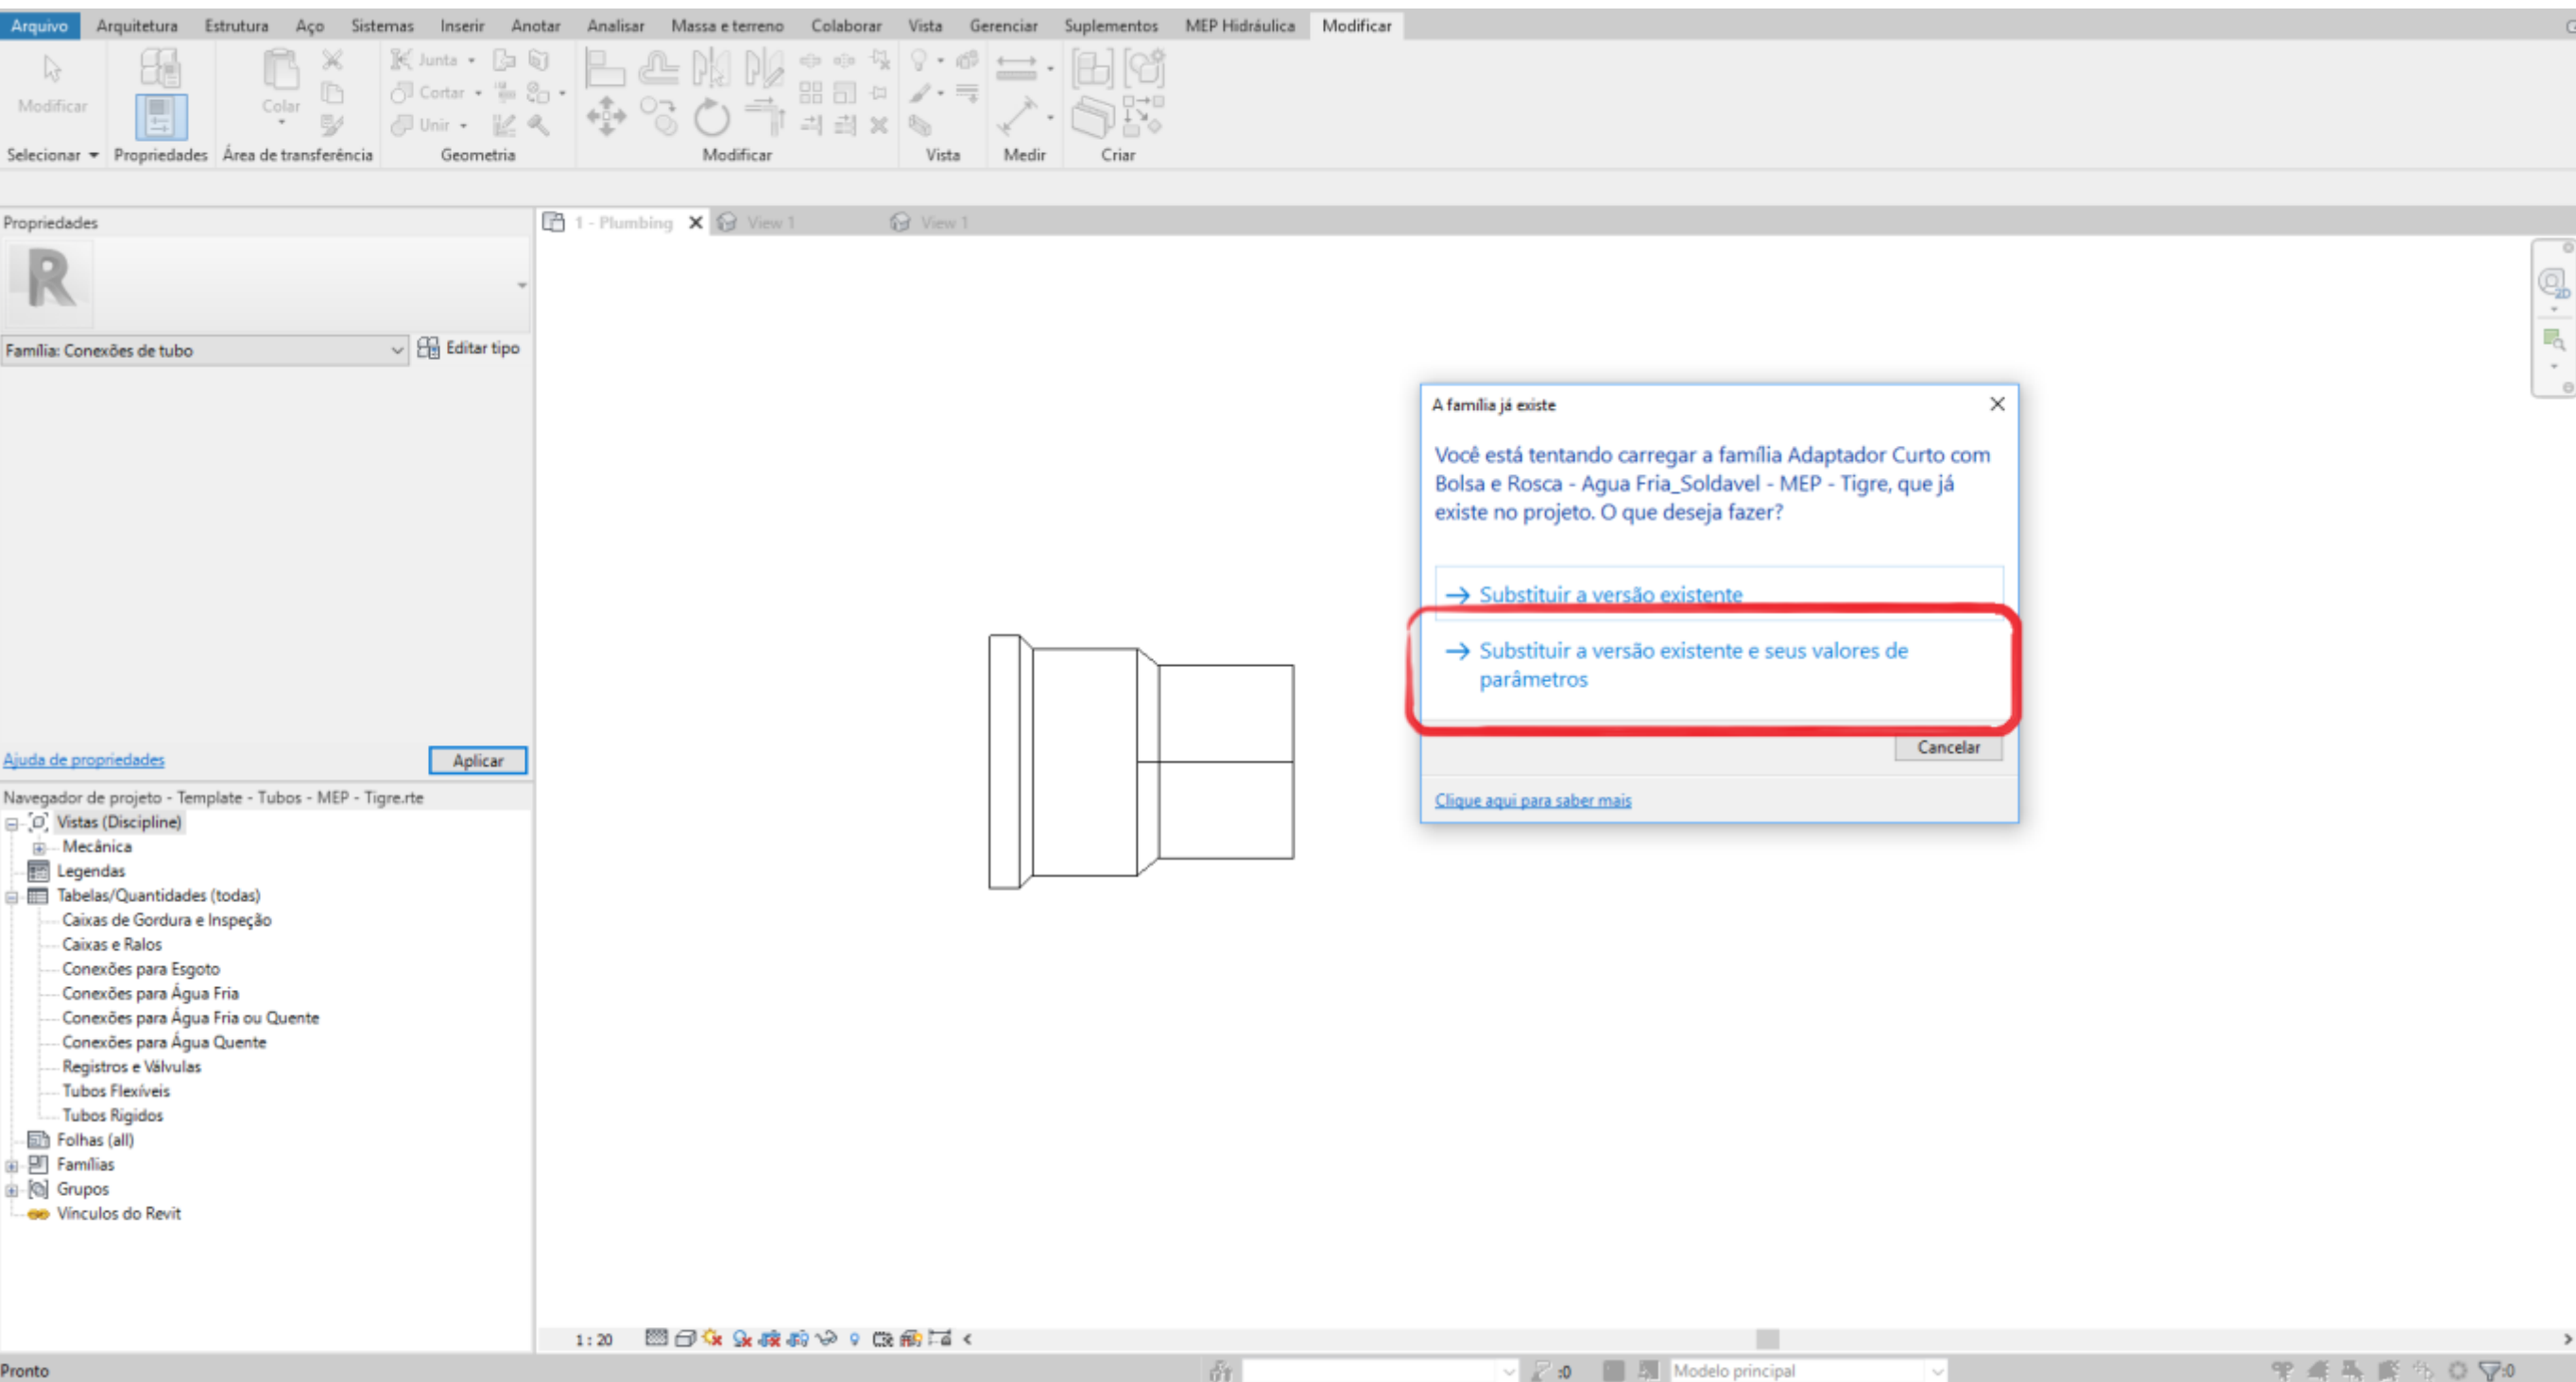 Arquivo Arquitetura Estrutura Aço Sistemas Inserir Anotar Analisar Massa e terreno Colaborar Vista Gerenciar Suplementos MEP Hidráulica Modificar
Junta
Modificar Colar Cortar
Unir
Selecionar Propriedades Área de transferência Geometria Modificar Vista Medir Criar
Propriedades
1 - Plumbing View 1 View 1
R
2D
Família: Conexões de tubo Editar tipo
A família já existe
Você está tentando carregar a família Adaptador Curto com
Bolsa e Rosca - Agua Fria_Soldavel - MEP - Tigre, que já
existe no projeto. O que deseja fazer?
Substituir a versão existente
Substituir a versão existente e seus valores de
parâmetros
Cancelar
Clique aqui para saber mais
Ajuda de propriedades Aplicar
Navegador de projeto - Template - Tubos - MEP - Tigre.rte
Vistas (Discipline)
Mecânica
Legendas
Tabelas/Quantidades (todas)
Caixas de Gordura e Inspeção
Caixas e Ralos
Conexões para Esgoto
Conexões para Água Fria
Conexões para Água Fria ou Quente
Conexões para Água Quente
Registros e Válvulas
Tubos Flexíveis
Tubos Rigidos
Folhas (all)
Famílias
Grupos
Vínculos do Revit
1 : 20
Pronto :0 Modelo principal :0